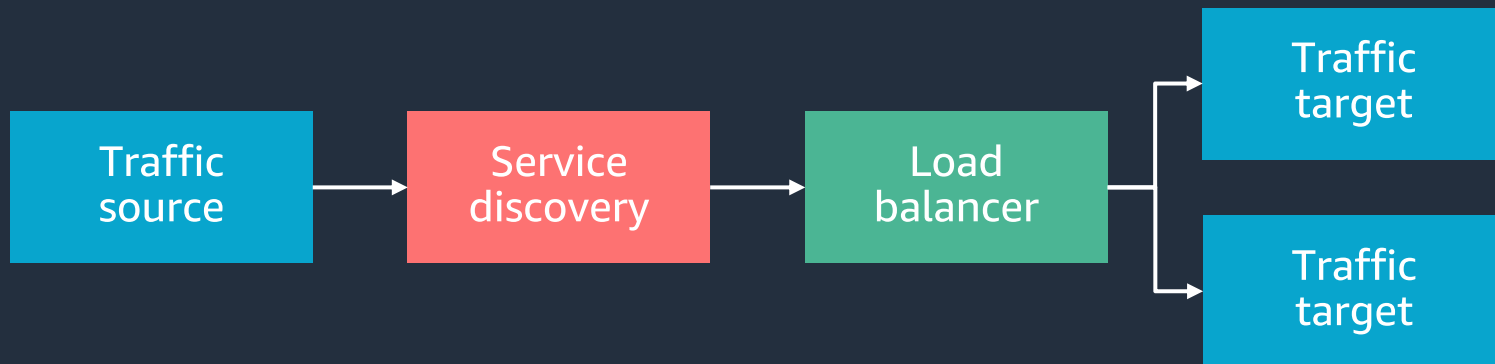 Traffic
source
Service
discovery
Load
balancer
Traffic
target
Traffic
target